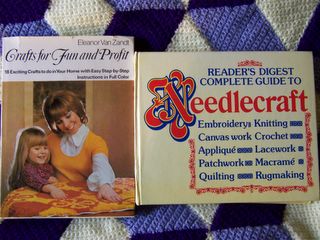 Eleanor Van Zandt
Crafts for Fun and Profit
18 Exciting Crafts to do in Your Home with Easy Step-by-Step
Instructions in Full Color
READER'S DIGEST
COMPLETE GUIDE TO
Needlecraft
Embroidery Knitting
Canvas work Crochet
Appliqué Lacework
Patchwork Macramé
Quilting Rugmaking